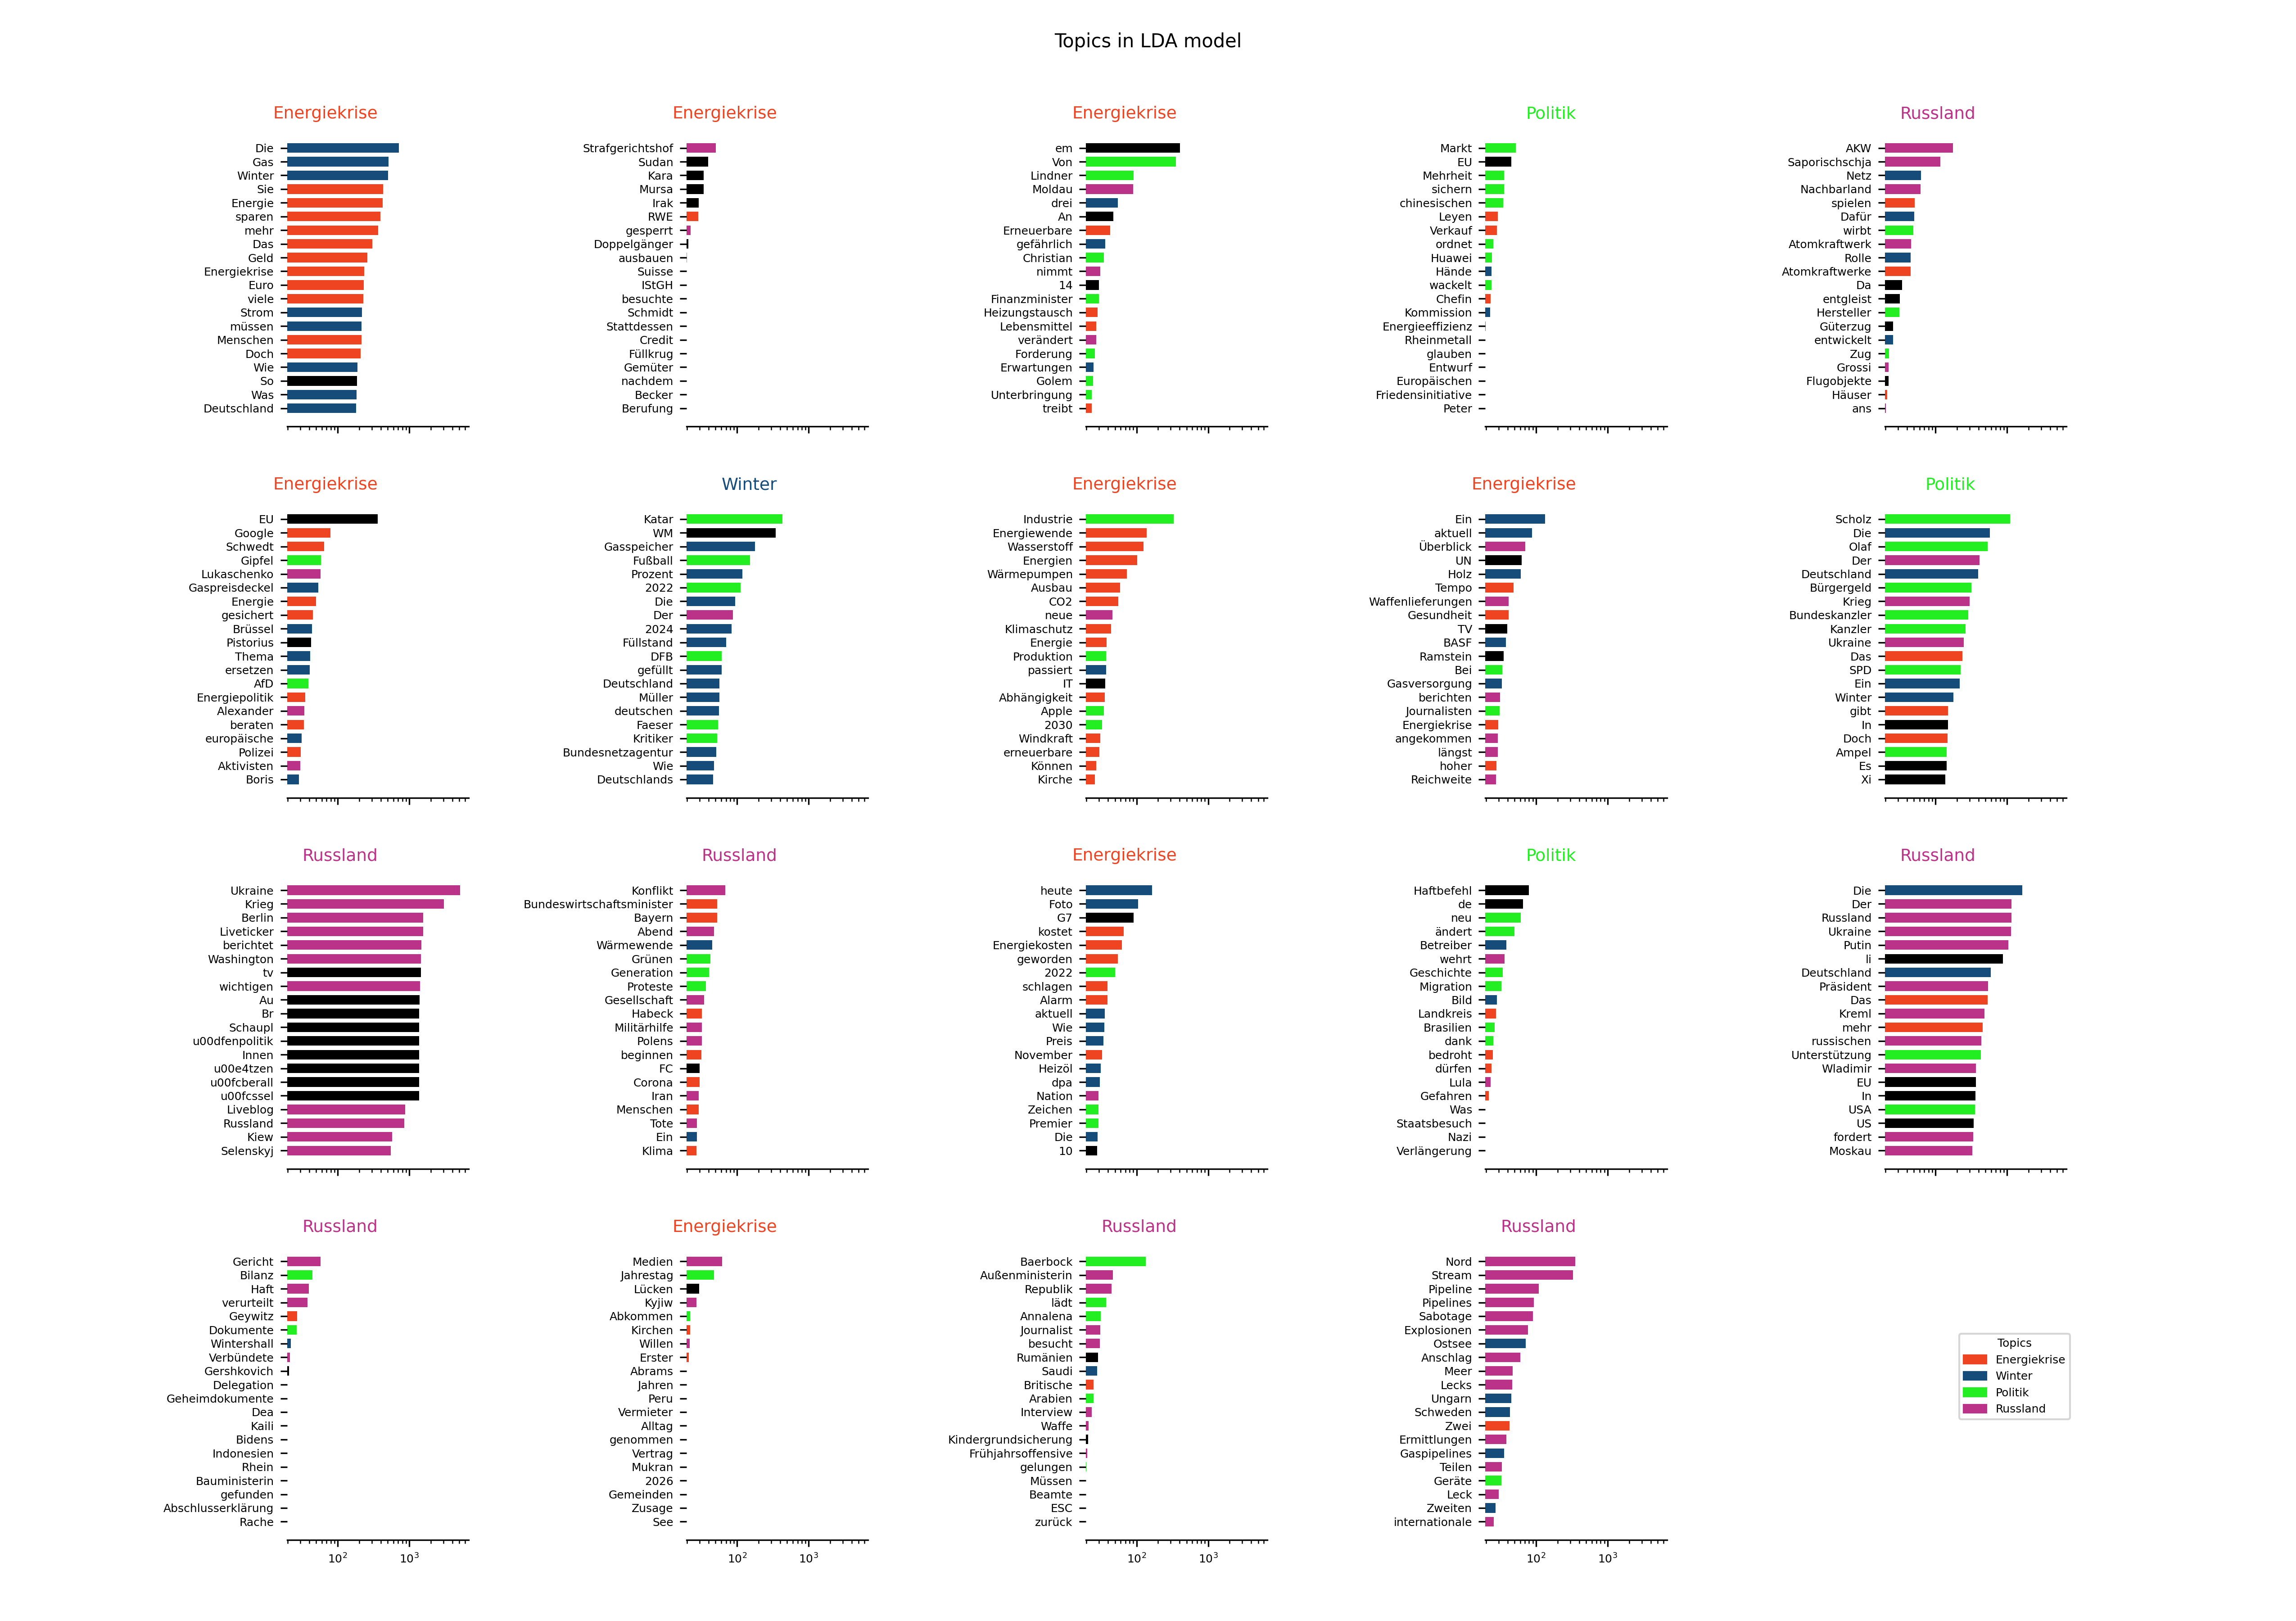 Topics in LDA model
Energiekrise
Die
Gas
Winter
Sie
Energie
sparen
mehr
Das
Geld
Energiekrise
Euro
viele
Strom
müssen
Menschen
Doch
Wie
So
Was
Deutschland
Energiekrise
Strafgerichtshof
Sudan
Kara
Mursa
Irak
RWE
gesperrt
Doppelgänger
ausbauen
Suisse
IStGH
besuchte
Schmidt
Stattdessen
Credit
Füllkrug
Gemüter
nachdem
Becker
Berufung
Energiekrise
em
Von
Lindner
Moldau
drei
An
Erneuerbare
gefährlich
Christian
nimmt
14
Finanzminister
Heizungstausch
Lebensmittel
verändert
Forderung
Erwartungen
Golem
Unterbringung
treibt
Politik
Markt
EU
Mehrheit
sichern
chinesischen
Leyen
Verkauf
ordnet
Huawei
Hände
wackelt
Chefin
Kommission
Energieeffizienz
Rheinmetall
glauben
Entwurf
Europäischen
Friedensinitiative
Peter
Russland
AKW
Saporischschja
Netz
Nachbarland
spielen
Dafür
wirbt
Atomkraftwerk
Rolle
Atomkraftwerke
Da
entgleist
Hersteller
Güterzug
entwickelt
Zug
Grossi
Flugobjekte
Häuser
ans
Energiekrise
EU
Google
Schwedt
Gipfel
Lukaschenko
Gaspreisdeckel
Energie
gesichert
Brüssel
Pistorius
Thema
ersetzen
AfD
Energiepolitik
Alexander
beraten
europäische
Polizei
Aktivisten
Boris
Winter
Katar
WM
Gasspeicher
Fußball
Prozent
2022
Die
Der
2024
Füllstand
DFB
gefüllt
Deutschland
Müller
deutschen
Faeser
Kritiker
Bundesnetzagentur
Wie
Deutschlands
Energiekrise
Industrie
Energiewende
Wasserstoff
Energien
Wärmepumpen
Ausbau
CO2
neue
Klimaschutz
Energie
Produktion
passiert
IT
Abhängigkeit
Apple
2030
Windkraft
erneuerbare
Können
Kirche
Energiekrise
Ein
aktuell
Überblick
UN
Holz
Tempo
Waffenlieferungen
Gesundheit
TV
BASF
Ramstein
Bei
Gasversorgung
berichten
Journalisten
Energiekrise
angekommen
längst
hoher
Reichweite
Politik
Scholz
Die
Olaf
Der
Deutschland
Bürgergeld
Krieg
Bundeskanzler
Kanzler
Ukraine
Das
SPD
Ein
Winter
gibt
In
Doch
Ampel
Es
Xi
Russland
Ukraine
Krieg
Berlin
Liveticker
berichtet
Washington
tv
wichtigen
Au
Br
Schaupl
u00dfenpolitik
Innen
u00e4tzen
u00fcberall
u00fcssel
Liveblog
Russland
Kiew
Selenskyj
Russland
Konflikt
Bundeswirtschaftsminister
Bayern
Abend
Wärmewende
Grünen
Generation
Proteste
Gesellschaft
Habeck
Militärhilfe
Polens
beginnen
FC
Corona
Iran
Menschen
Tote
Ein
Klima
Energiekrise
heute
Foto
G7
kostet
Energiekosten
geworden
2022
schlagen
Alarm
aktuell
Wie
Preis
November
Heizöl
dpa
Nation
Zeichen
Premier
Die
10
Politik
Haftbefehl
de
neu
ändert
Betreiber
wehrt
Geschichte
Migration
Bild
Landkreis
Brasilien
dank
bedroht
dürfen
Lula
Gefahren
Was
Staatsbesuch
Nazi
Verlängerung
Russland
Die
Der
Russland
Ukraine
Putin
li
Deutschland
Präsident
Das
Kreml
mehr
russischen
Unterstützung
Wladimir
EU
In
USA
US
fordert
Moskau
Russland
Gericht
Bilanz
Haft
verurteilt
Geywitz
Dokumente
Wintershall
Verbündete
Gershkovich
Delegation
Geheimdokumente
Dea
Kaili
Bidens
Indonesien
Rhein
Bauministerin
gefunden
Abschlusserklärung
Rache
10² 10³
Energiekrise
Medien
Jahrestag
Lücken
Kyjiw
Abkommen
Kirchen
Willen
Erster
Abrams
Jahren
Peru
Vermieter
Alltag
genommen
Vertrag
Mukran
2026
Gemeinden
Zusage
See
10² 10³
Russland
Baerbock
Außenministerin
Republik
lädt
Annalena
Journalist
besucht
Rumänien
Saudi
Britische
Arabien
Interview
Waffe
Kindergrundsicherung
Frühjahrsoffensive
gelungen
Müssen
Beamte
ESC
zurück
10² 10³
Russland
Nord
Stream
Pipeline
Pipelines
Sabotage
Explosionen
Ostsee
Anschlag
Meer
Lecks
Ungarn
Schweden
Zwei
Ermittlungen
Gaspipelines
Teilen
Geräte
Leck
Zweiten
internationale
10² 10³
Topics
Energiekrise
Winter
Politik
Russland